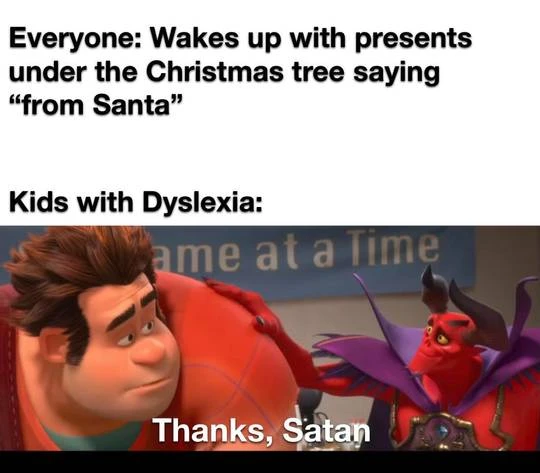 Everyone: Wakes up with presents
under the Christmas tree saying
“from Santa”
Kids with Dyslexia:
ame at a Time
Thanks, Satan